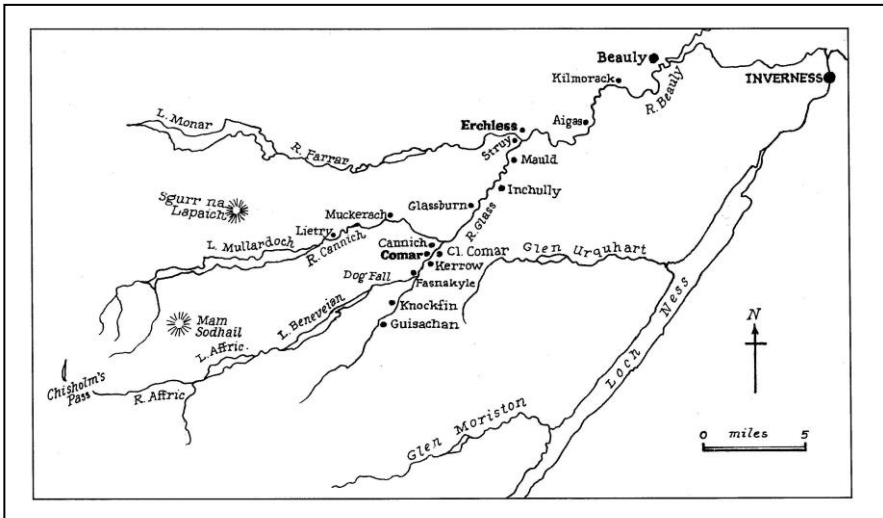 Beauly
INVERNESS
Kilmorack
R. Beauly
L. Monar
Aigas
Erchless
Struy
R. Farrar
Mauld
Sgurr na
Lapaich
Inchully
Glassburn
R. Glass
Muckerach
Lietry
L. Mullardoch
R. Cannich
Cannich
Comar
Cl. Comar
Glen Urquhart
Kerrow
Dog Fall
Fasnakyle
Mam
Sodhail
L. Beneveian
Knockfin
Guisachan
L. Affric.
Chisholm's
Pass
R. Affric
Loch Ness
N
Glen Moriston
0 miles 5